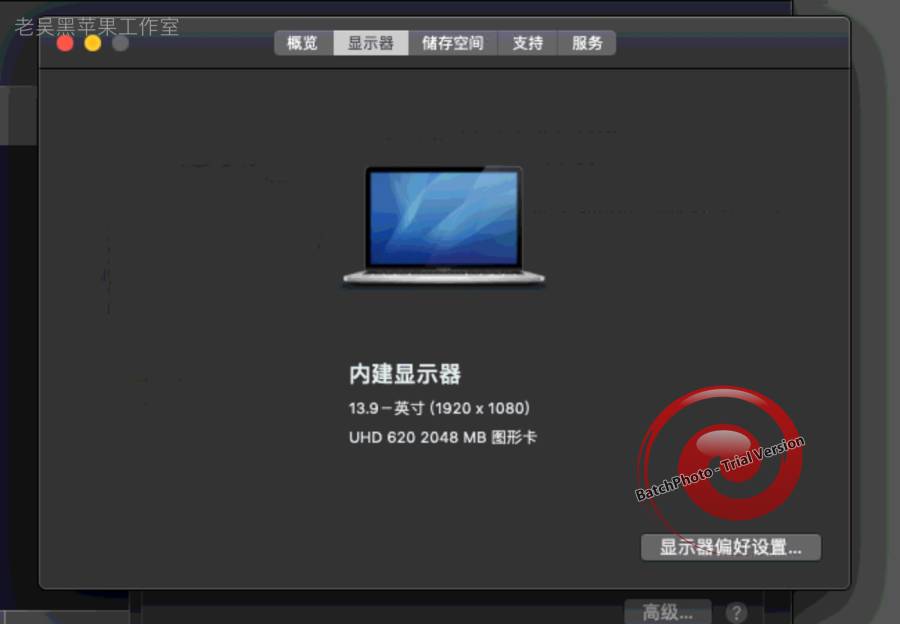 老吴黑苹果工作室
概览 显示器 储存空间 支持 服务
内建显示器
13.9－英寸 (1920 x 1080)
UHD 620 2048 MB 图形卡
BatchPhoto - Trial Version
显示器偏好设置...
高级... ?